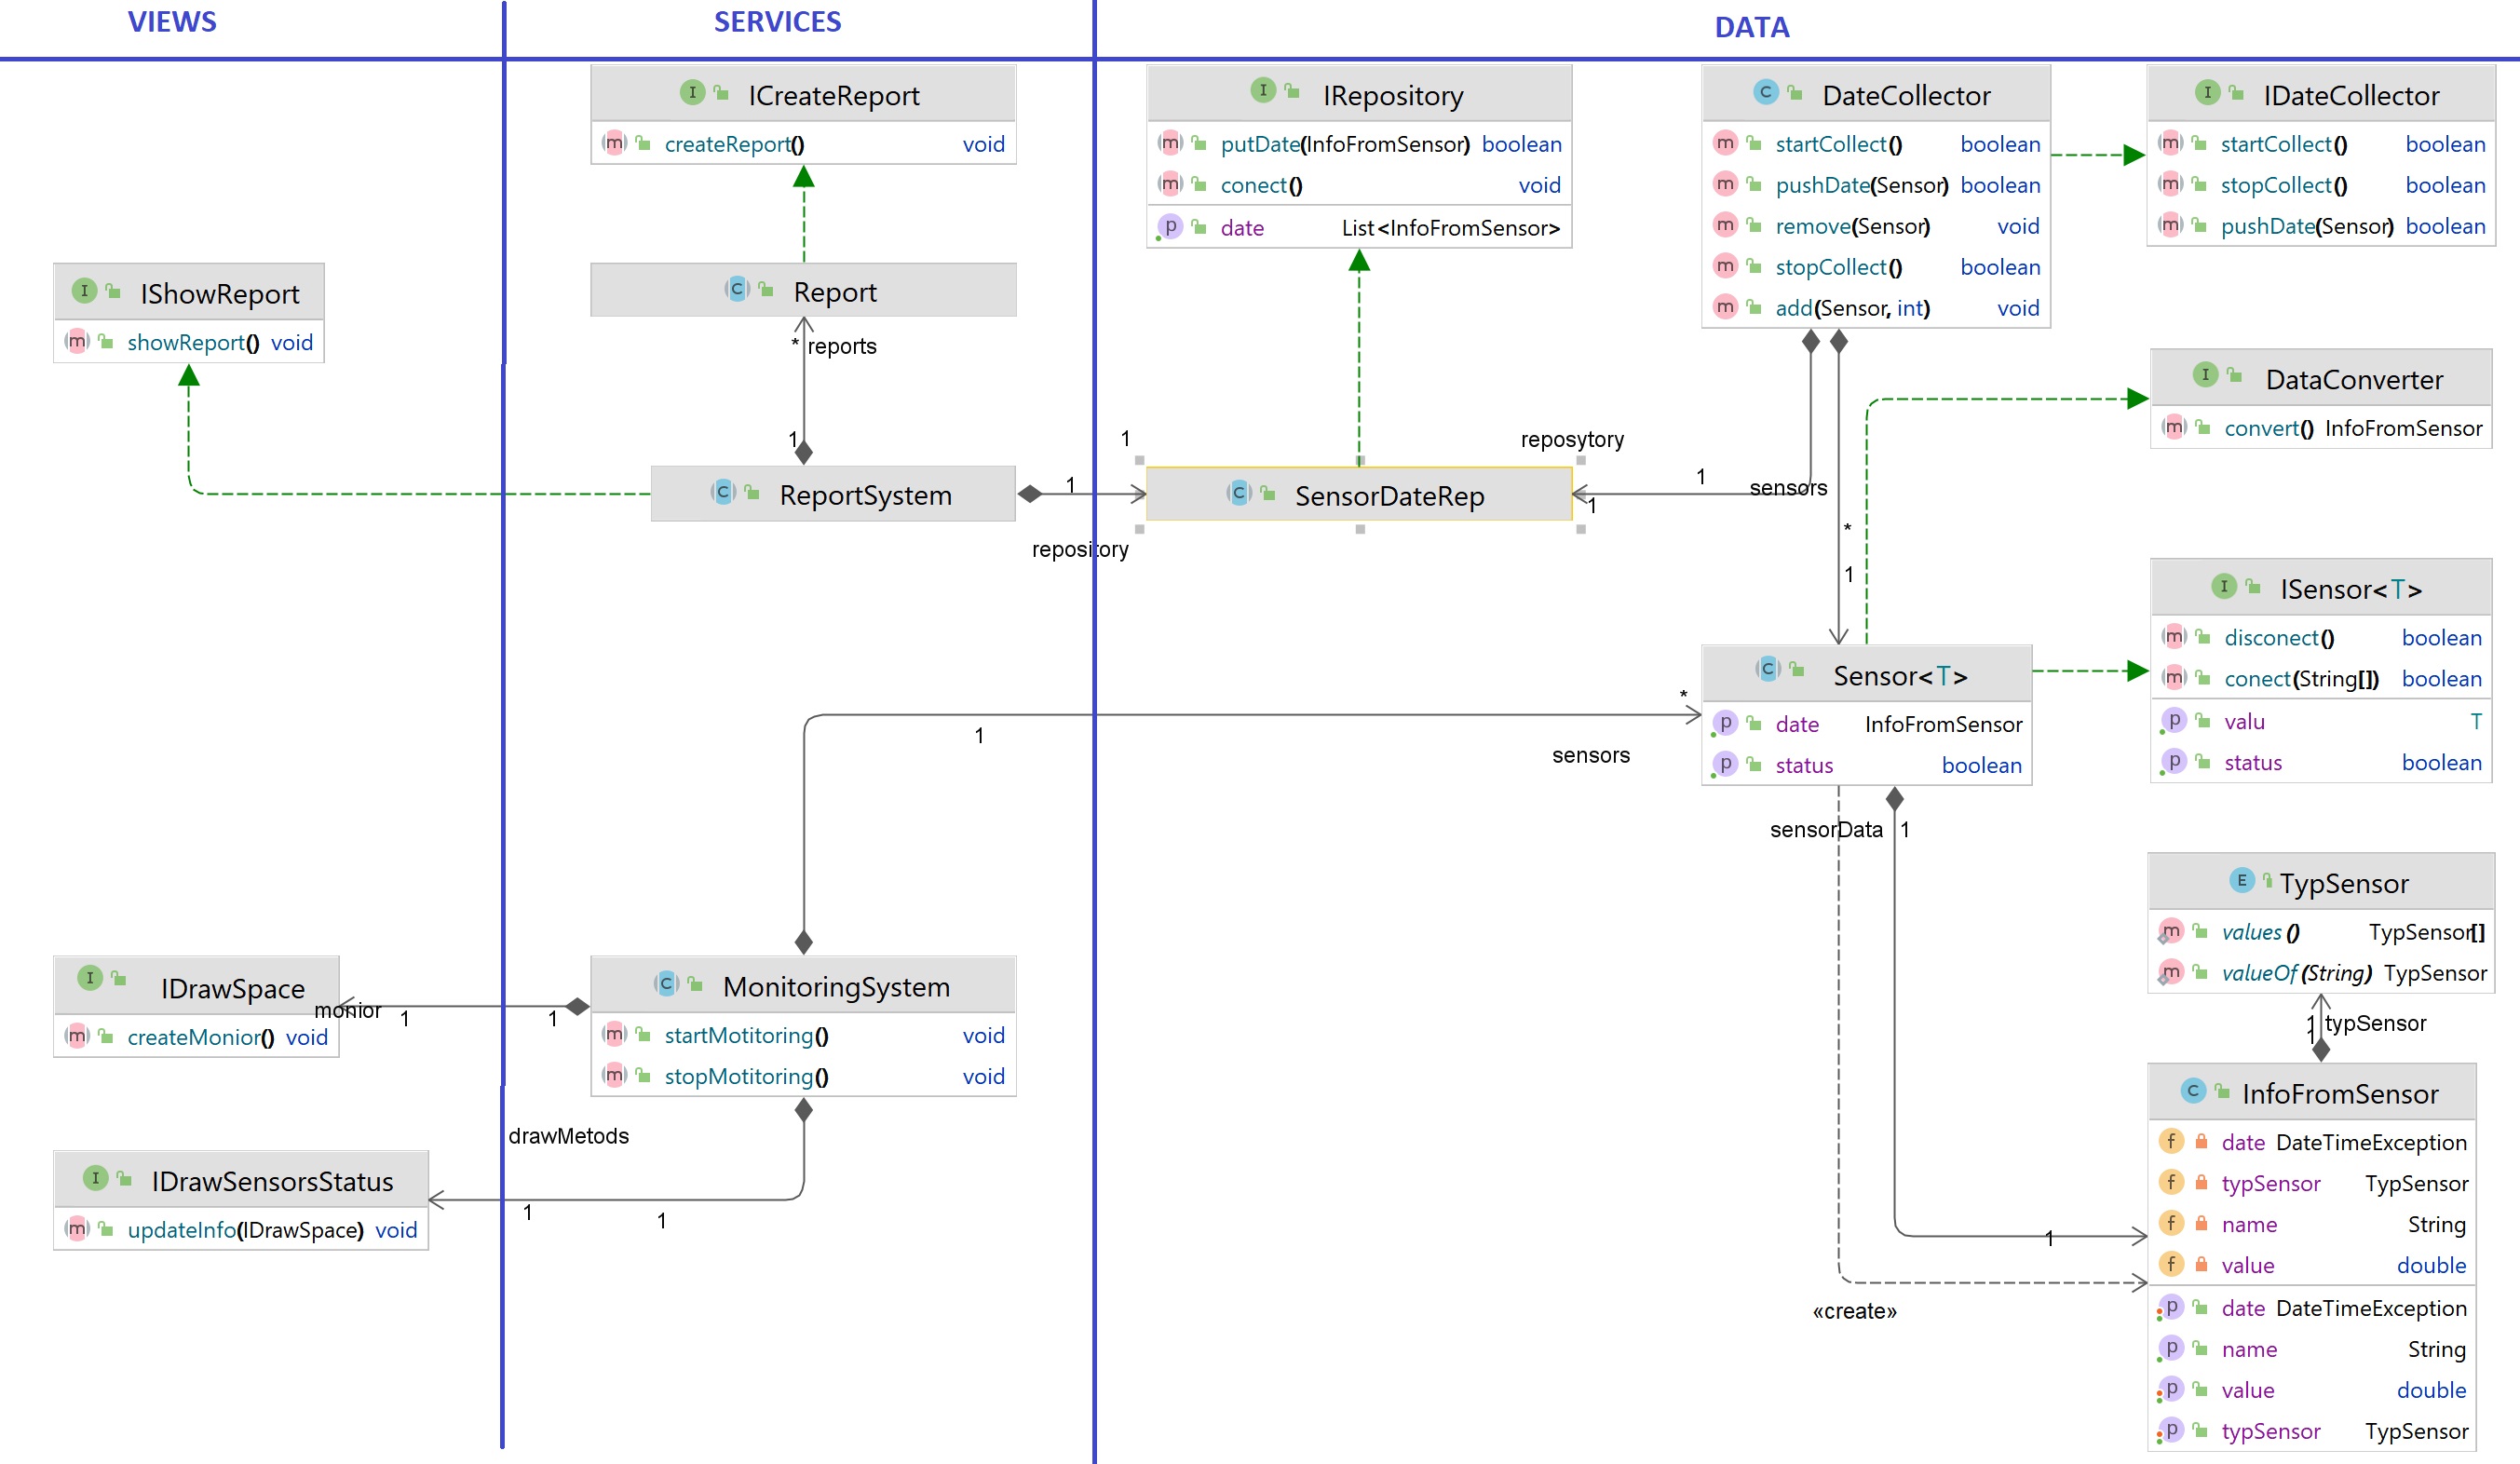 VIEWS
SERVICES
DATA
ICreateReport
createReport() void
Report
* reports
1
ReportSystem
1
repository
IShowReport
showReport() void
IRepository
putDate(InfoFromSensor) boolean
conect() void
date List<InfoFromSensor>
1
reposytory
SensorDateRep
1
1
sensors
DateCollector
startCollect() boolean
pushDate(Sensor) boolean
remove(Sensor) void
stopCollect() boolean
add(Sensor, int) void
*
1
IDateCollector
startCollect() boolean
stopCollect() boolean
pushDate(Sensor) boolean
DataConverter
convert() InfoFromSensor
ISensor<T>
disconect() boolean
conect(String[]) boolean
valu T
status boolean
Sensor<T>
date InfoFromSensor
status boolean
*
1
sensors
sensorData 1
1
«create»
TypSensor
values() TypSensor[]
valueOf(String) TypSensor
1 typSensor
1
InfoFromSensor
date DateTimeException
typSensor TypSensor
name String
value double
date DateTimeException
name String
value double
typSensor TypSensor
IDrawSpace
createMonior() void
monior 1
1
MonitoringSystem
startMotitoring() void
stopMotitoring() void
drawMetods
1
1
IDrawSensorsStatus
updateInfo(IDrawSpace) void